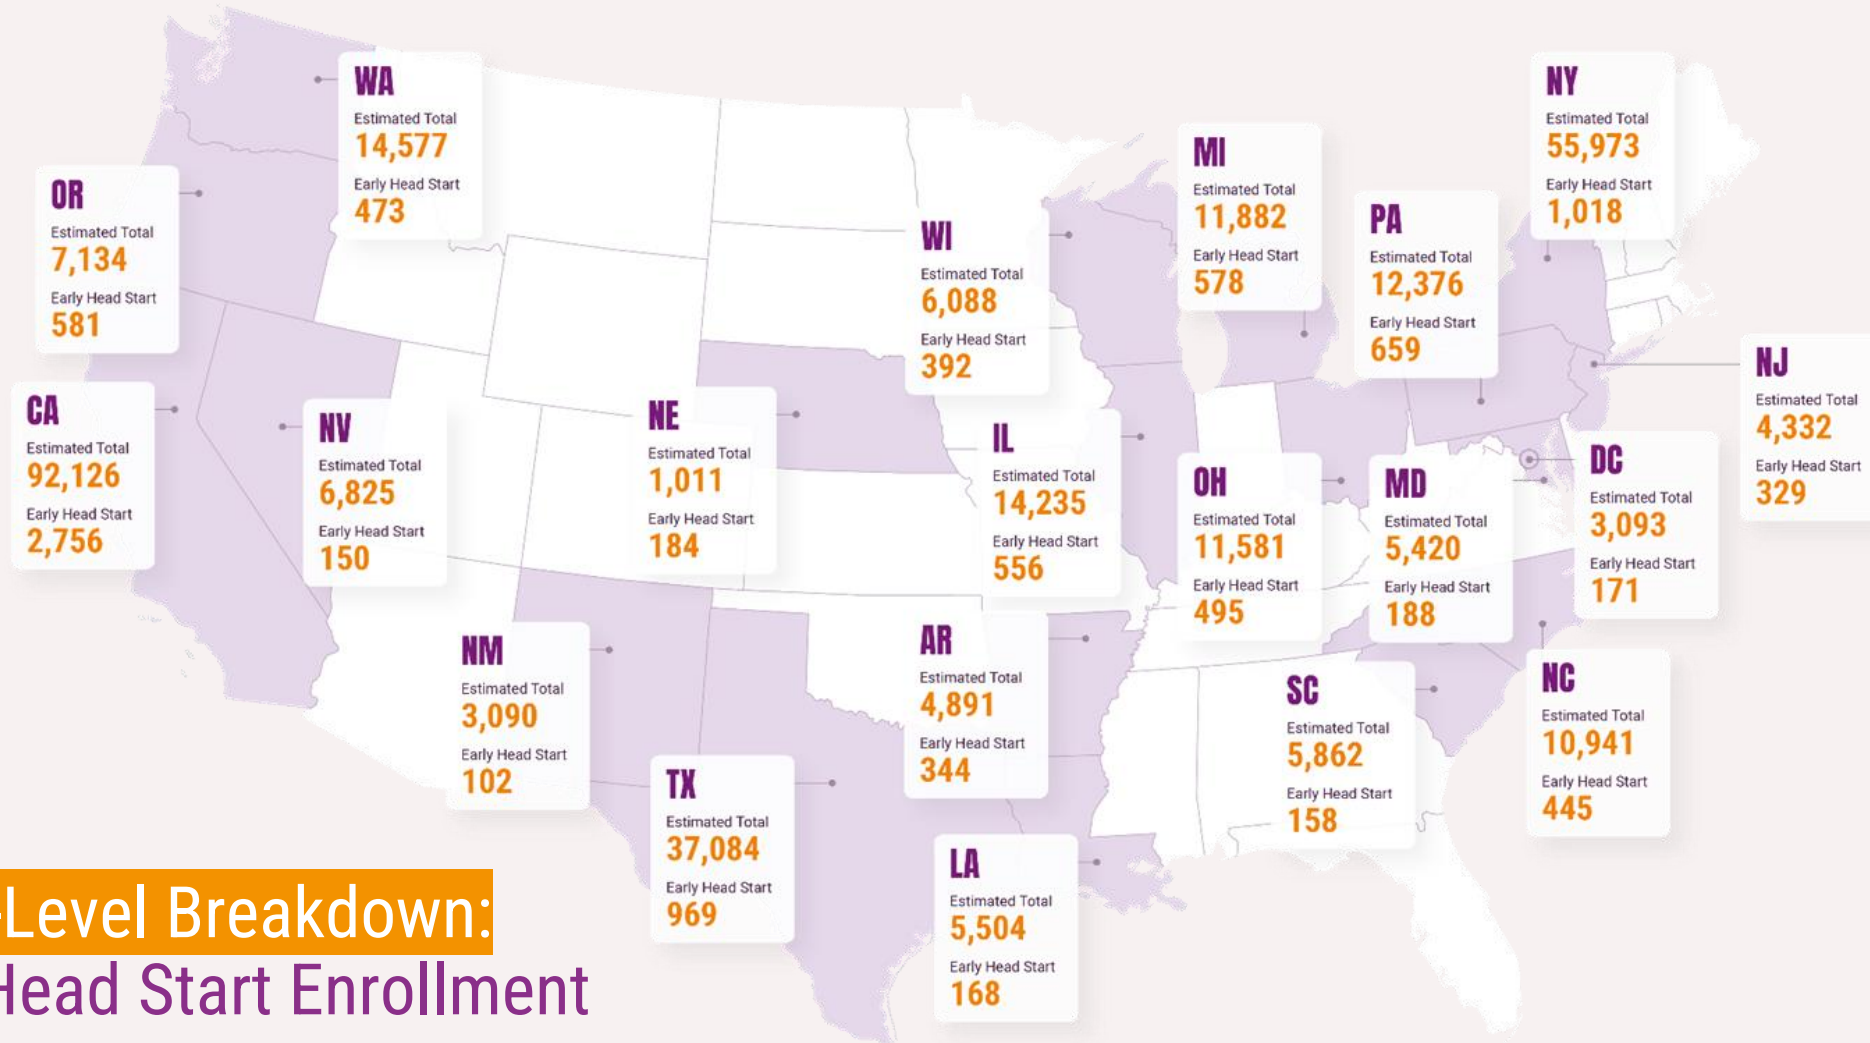 WA
Estimated Total
14,577
Early Head Start
473
OR
Estimated Total
7,134
Early Head Start
581
CA
Estimated Total
92,126
Early Head Start
2,756
NV
Estimated Total
6,825
Early Head Start
150
NE
Estimated Total
1,011
Early Head Start
184
WI
Estimated Total
6,088
Early Head Start
392
MI
Estimated Total
11,882
Early Head Start
578
PA
Estimated Total
12,376
Early Head Start
659
NY
Estimated Total
55,973
Early Head Start
1,018
NJ
Estimated Total
4,332
Early Head Start
329
IL
Estimated Total
14,235
Early Head Start
556
OH
Estimated Total
11,581
Early Head Start
495
MD
Estimated Total
5,420
Early Head Start
188
DC
Estimated Total
3,093
Early Head Start
171
NM
Estimated Total
3,090
Early Head Start
102
TX
Estimated Total
37,084
Early Head Start
969
AR
Estimated Total
4,891
Early Head Start
344
LA
Estimated Total
5,504
Early Head Start
168
SC
Estimated Total
5,862
Early Head Start
158
NC
Estimated Total
10,941
Early Head Start
445
-Level Breakdown:
Head Start Enrollment